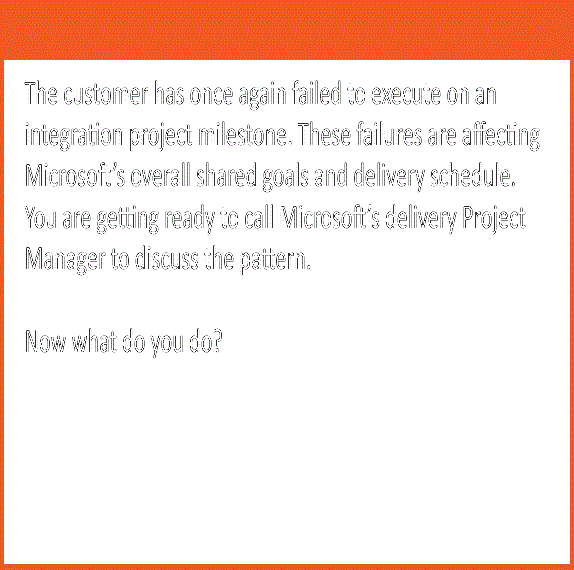 The customer has once again failed to execute on an
integration project milestone. These failures are affecting
Microsoft's overall shared goals and delivery schedule.
You are getting ready to call Microsoft's delivery Project
Manager to discuss the pattern.
Now what do you do?